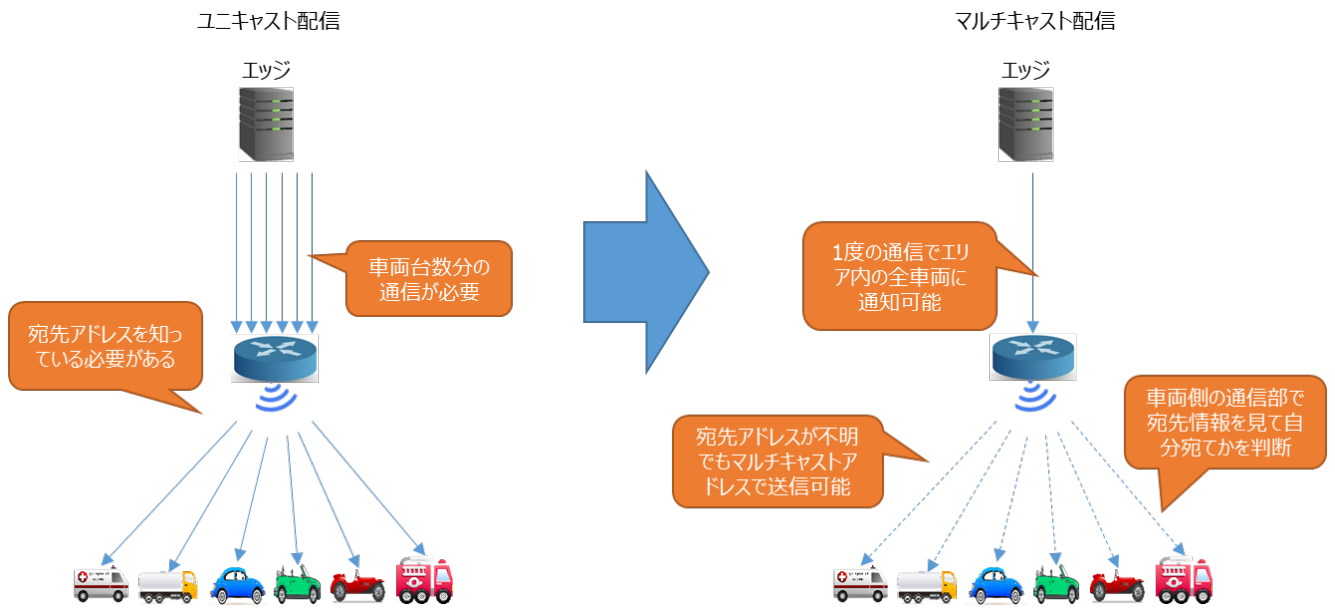 ユニキャスト配信
マルチキャスト配信
エッジ
エッジ
車両台数分の
通信が必要
宛先アドレスを知っ
ている必要がある
1度の通信でエリ
ア内の全車両に
通知可能
宛先アドレスが不明
でもマルチキャストア
ドレスで送信可能
車両側の通信部で
宛先情報を見て自
分宛てかを判断